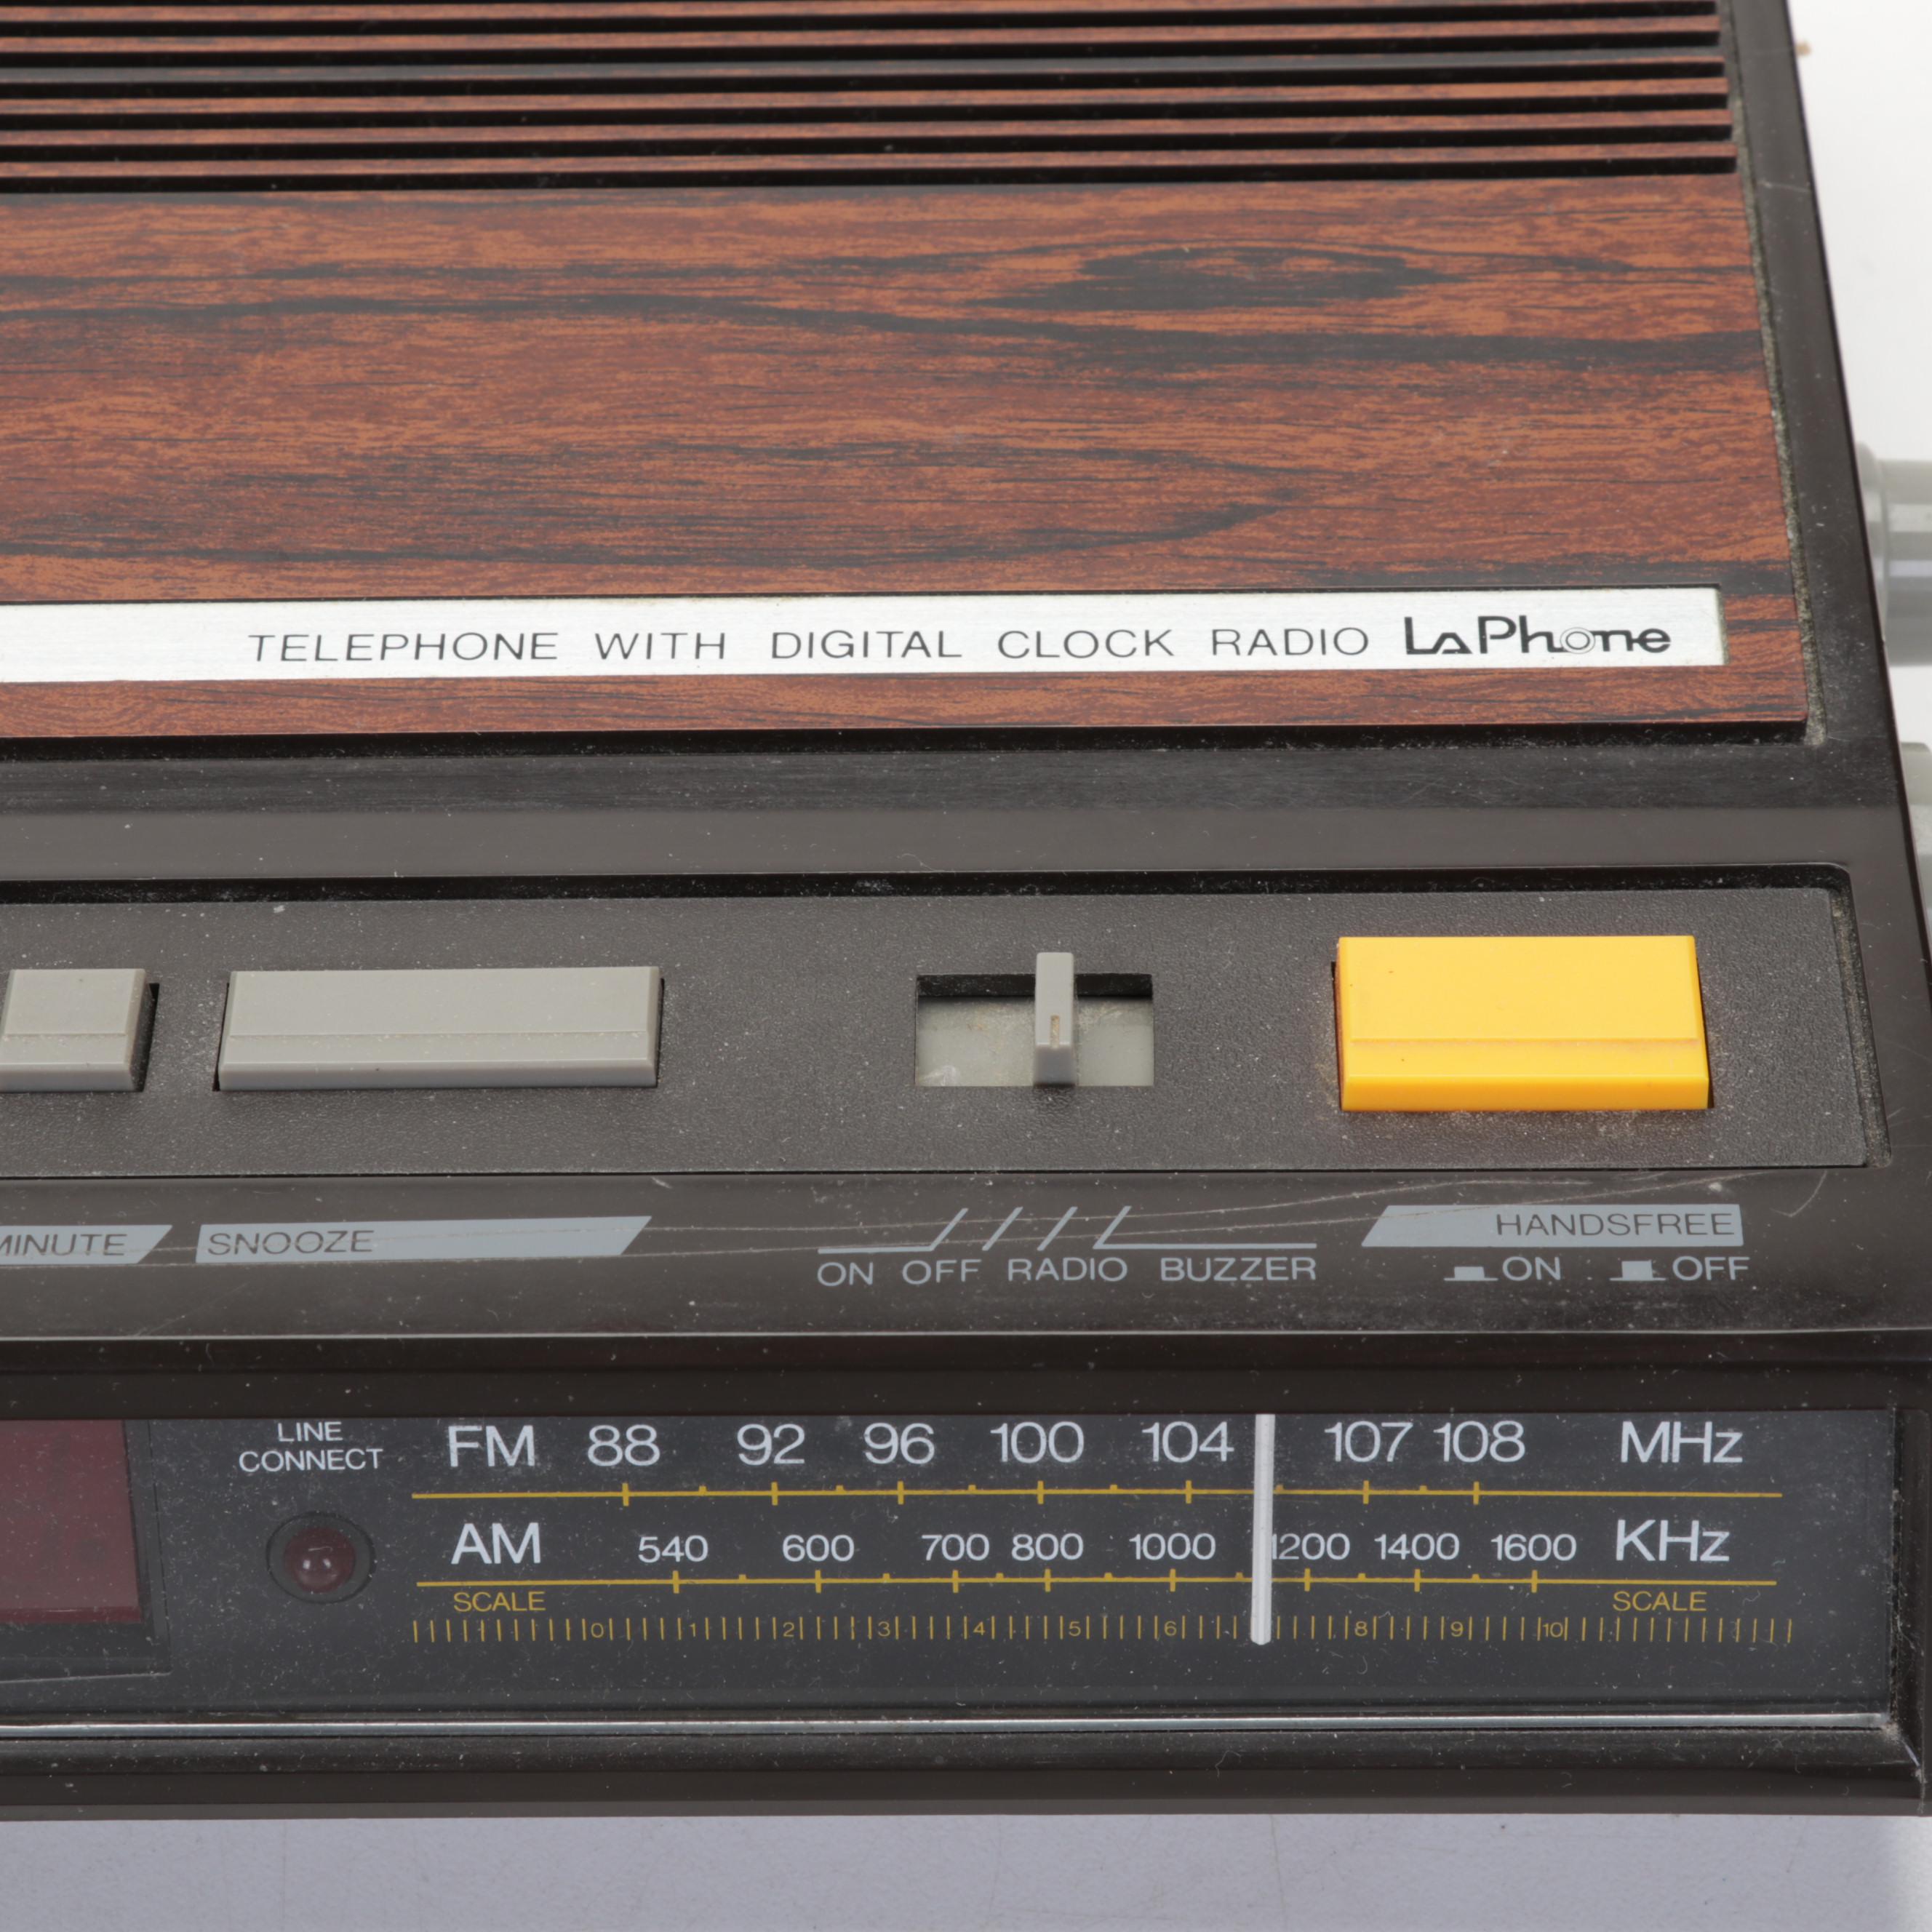 TELEPHONE WITH DIGITAL CLOCK RADIO LaPhone
MINUTE SNOOZE HANDSFREE
ON OFF RADIO BUZZER ON OFF
LINE
CONNECT
FM 88 92 96 100 104 107 108 MHz
AM 540 600 700 800 1000 1200 1400 1600 KHz
SCALE SCALE
0 1 2 3 4 5 6 8 9 10